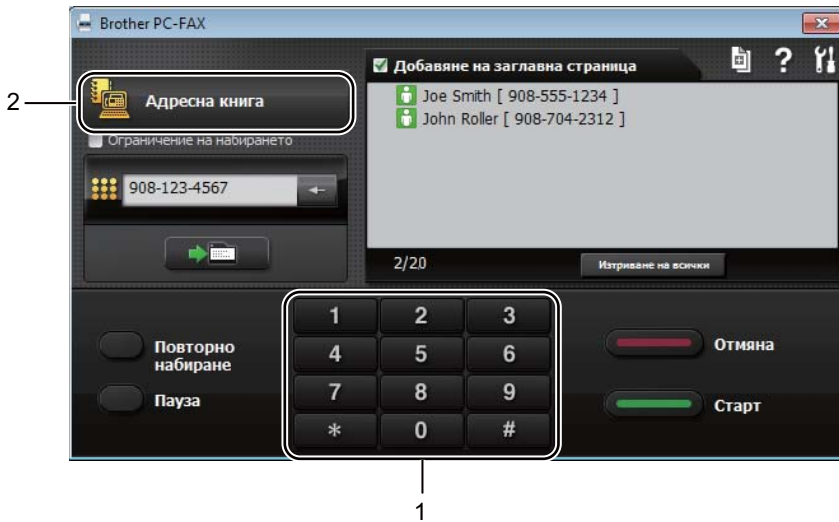 Brother PC-FAX
2
Адресна книга
Ограничение на набирането
908-123-4567
Добавяне на заглавна страница
?
Joe Smith [ 908-555-1234 ]
John Roller [ 908-704-2312 ]
2/20
Изтриване на всички
Повторно
набиране
Пауза
1 2 3
4 5 6
7 8 9
* 0 #
Отмяна
Старт
1